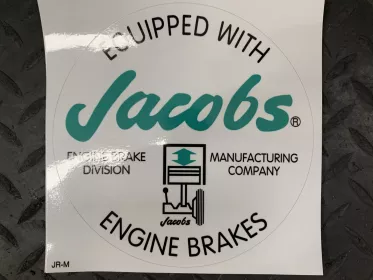 EQUIPPED WITH
Jacobs®
ENGINE BRAKE
DIVISION
MANUFACTURING
COMPANY
Jacobs
ENGINE BRAKES
JR-M